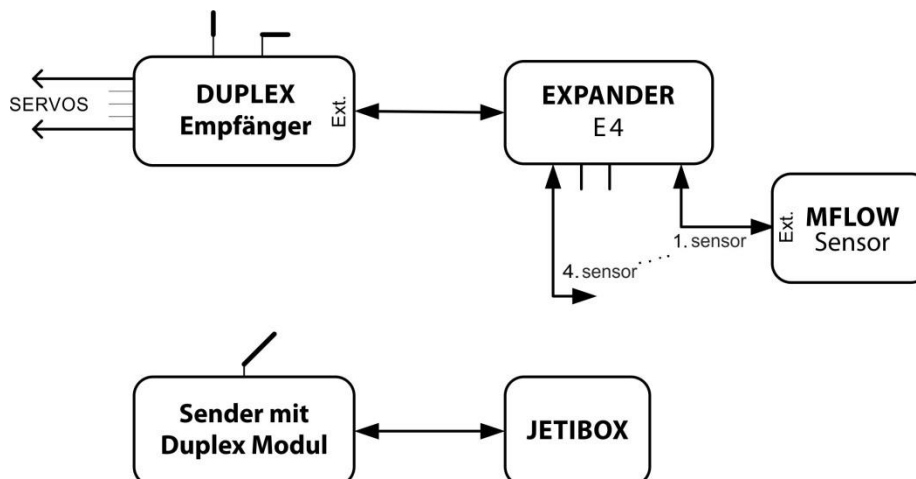 SERVOS
DUPLEX
Empfänger
Ext.
EXPANDER
E4
Ext.
MFLOW
Sensor
1. sensor
4. sensor
Sender mit
Duplex Modul
JETIBOX